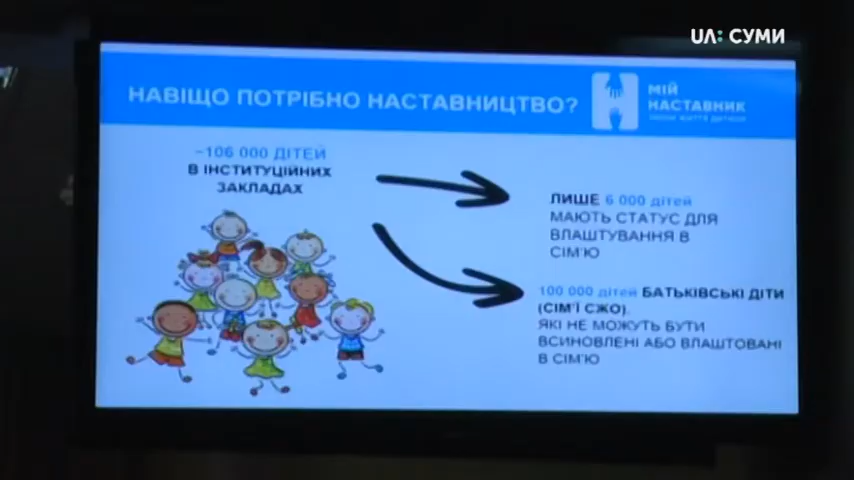 UA: СУМИ
НАВІЩО ПОТРІБНО НАСТАВНИЦТВО?
МІЙ
НАСТАВНИК
~106 000 ДІТЕЙ
В ІНСТИТУЦІЙНИХ
ЗАКЛАДАХ
ЛИШЕ 6 000 дітей
МАЮТЬ СТАТУС ДЛЯ
ВЛАШТУВАННЯ В
СІМ'Ю
100 000 дітей БАТЬКІВСЬКІ ДІТИ
(СІМ'Ї СЖО),
ЯКІ НЕ МОЖУТЬ БУТИ
ВСИНОВЛЕНІ АБО ВЛАШТОВАНІ
В СІМ'Ю